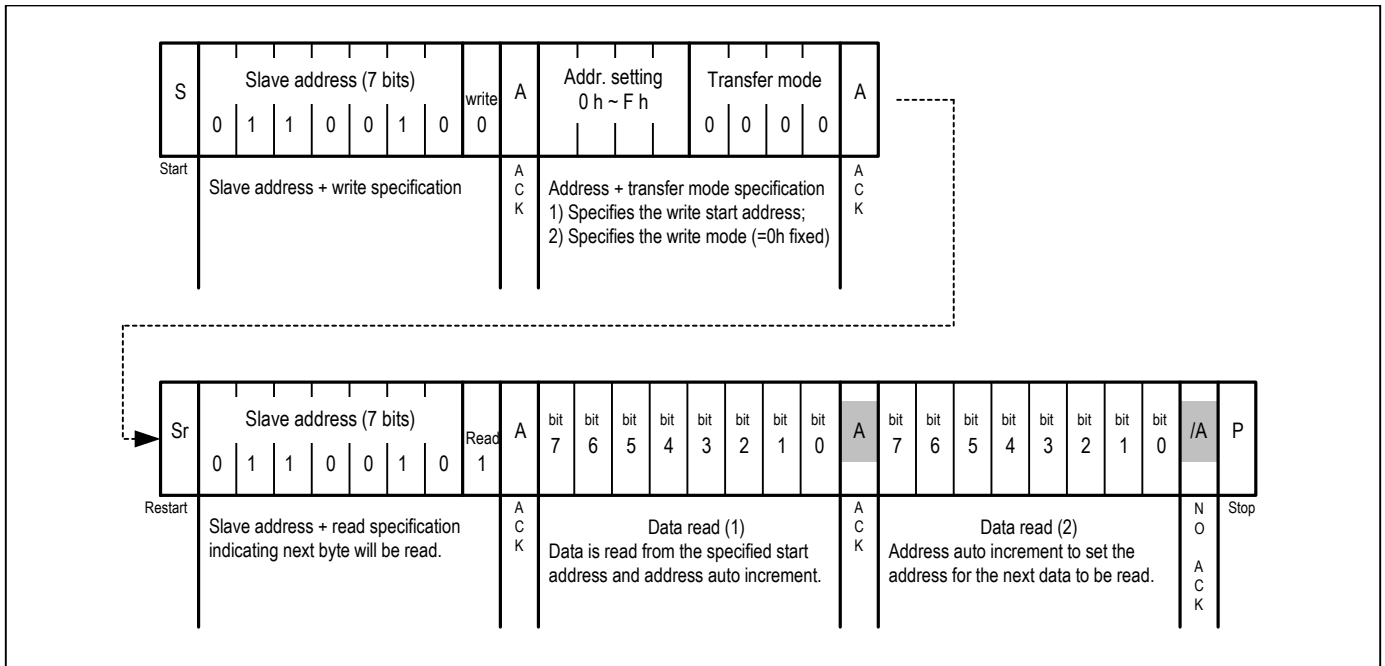 S
Slave address (7 bits)
write
A
Addr. setting
0 h ~ F h
Transfer mode
A
0 1 1 0 0 1 0 0
0 0 0 0
Start
Slave address + write specification
A
C
K
Address + transfer mode specification
1) Specifies the write start address;
2) Specifies the write mode (=0h fixed)
A
C
K
Sr
Slave address (7 bits)
Read
A
bit bit bit bit bit bit bit bit
7 6 5 4 3 2 1 0
A
bit bit bit bit bit bit bit bit
7 6 5 4 3 2 1 0
/A
P
0 1 1 0 0 1 0 1
Restart
Slave address + read specification
indicating next byte will be read.
A
C
K
Data read (1)
Data is read from the specified start
address and address auto increment.
A
C
K
Data read (2)
Address auto increment to set the
address for the next data to be read.
N
O
A
C
K
Stop